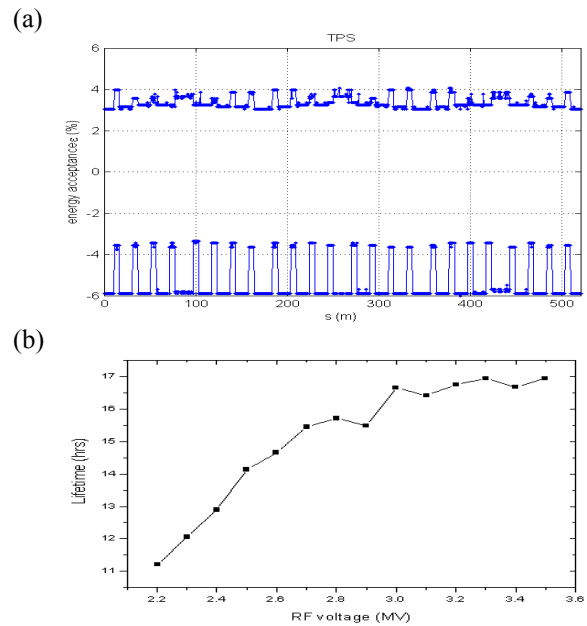 (a)
TPS
6
4
2
0
-2
-4
-6
energy acceptance ε (%)
0 100 200 300 400 500
s (m)
(b)
17
16
15
14
13
12
11
Lifetime (hrs)
2.2 2.4 2.6 2.8 3.0 3.2 3.4 3.6
RF voltage (MV)